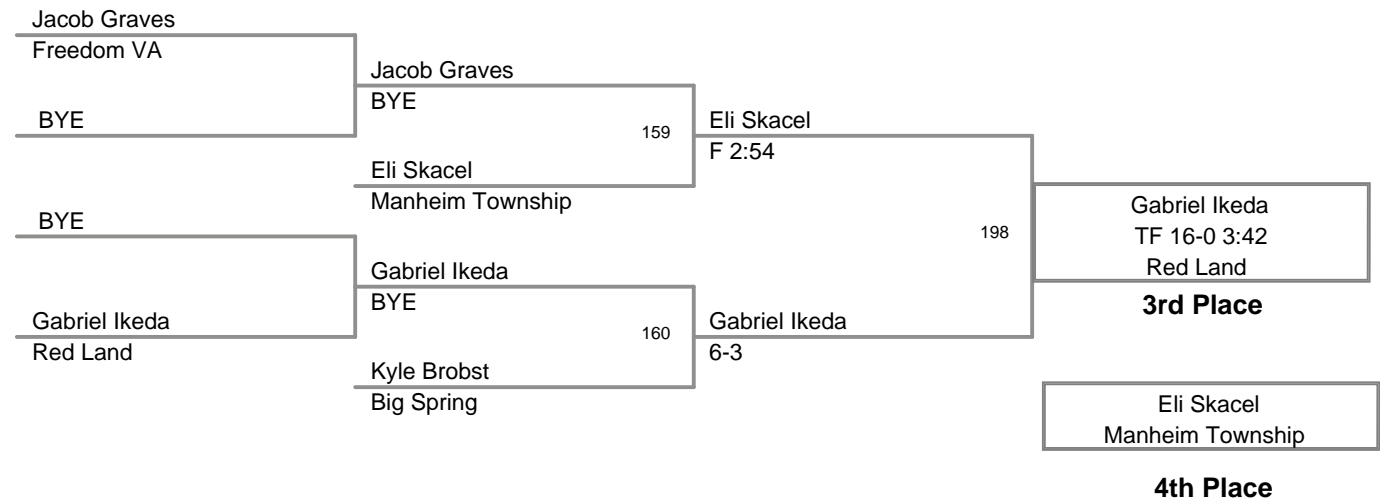 Jacob Graves
Freedom VA
Jacob Graves
BYE
BYE
159
Eli Skacel
F 2:54
Eli Skacel
Manheim Township
BYE
198
Gabriel Ikeda
TF 16-0 3:42
Red Land
3rd Place
Gabriel Ikeda
BYE
Gabriel Ikeda
Red Land
160
Gabriel Ikeda
6-3
Kyle Brobst
Big Spring
Eli Skacel
Manheim Township
4th Place